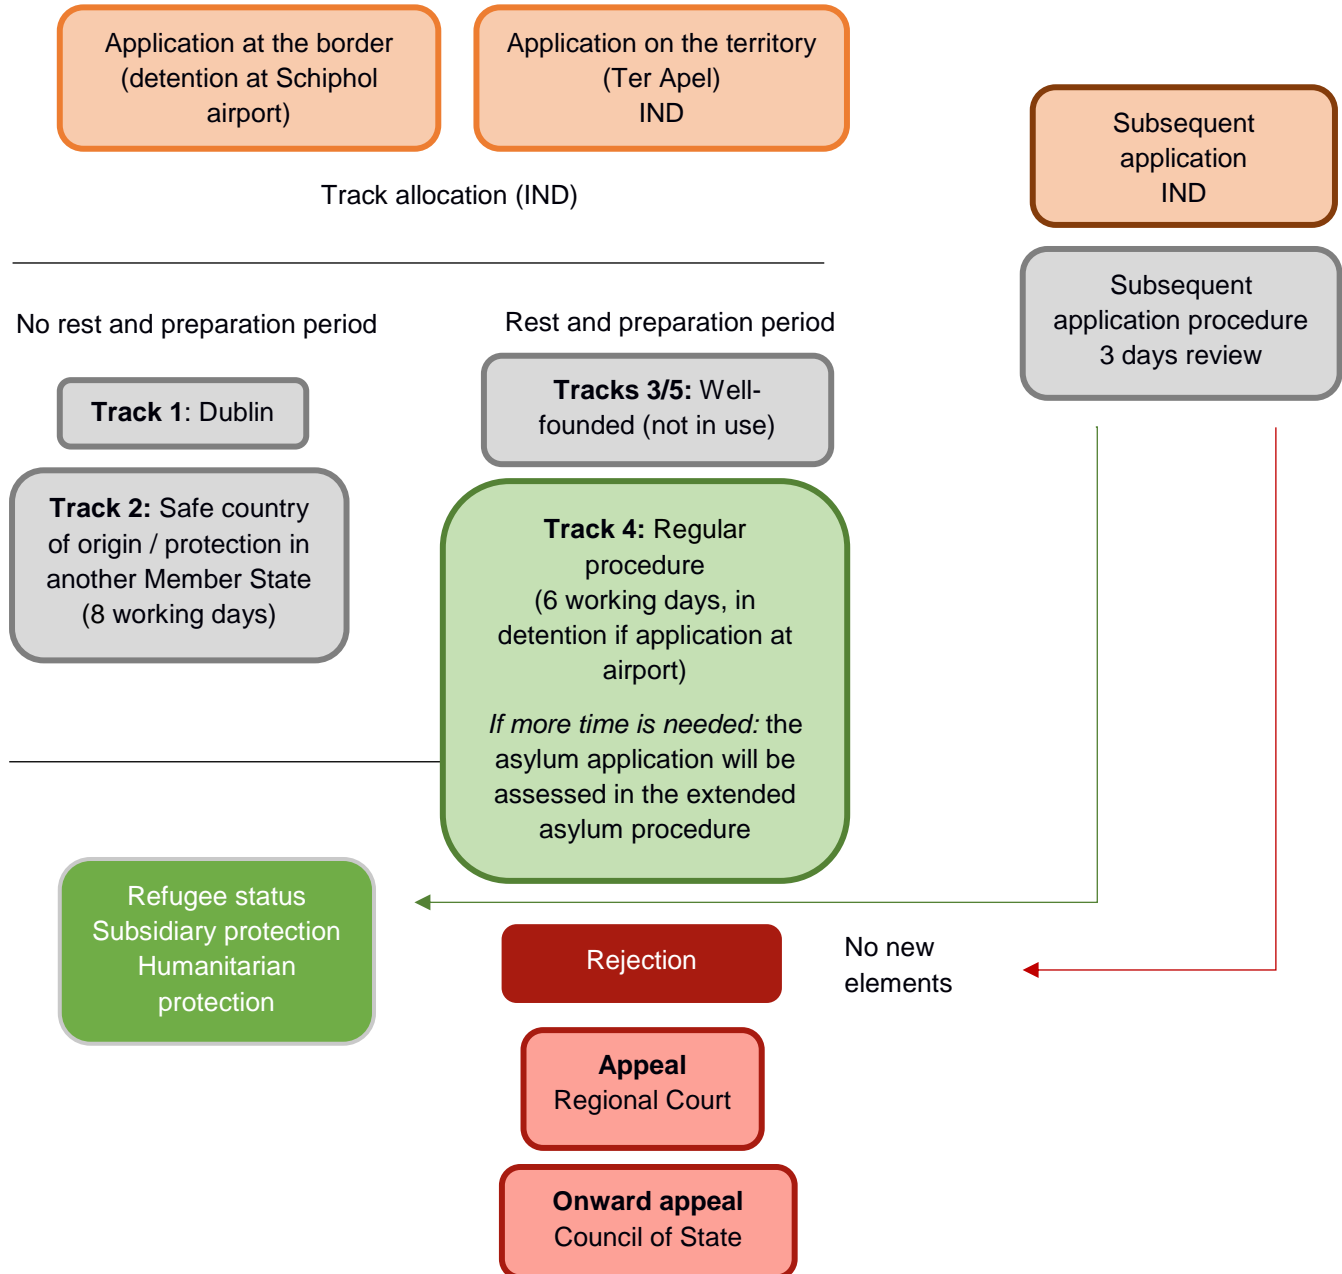 Application at the border
(detention at Schiphol
airport)
Application on the territory
(Ter Apel)
IND
Subsequent
application
IND
Track allocation (IND)
Subsequent
application procedure
3 days review
No rest and preparation period
Rest and preparation period
Track 1: Dublin
Tracks 3/5: Well-
founded (not in use)
Track 2: Safe country
of origin / protection in
another Member State
(8 working days)
Track 4: Regular
procedure
(6 working days, in
detention if application at
airport)
If more time is needed: the
asylum application will be
assessed in the extended
asylum procedure
Refugee status
Subsidiary protection
Humanitarian
protection
Rejection
No new
elements
Appeal
Regional Court
Onward appeal
Council of State